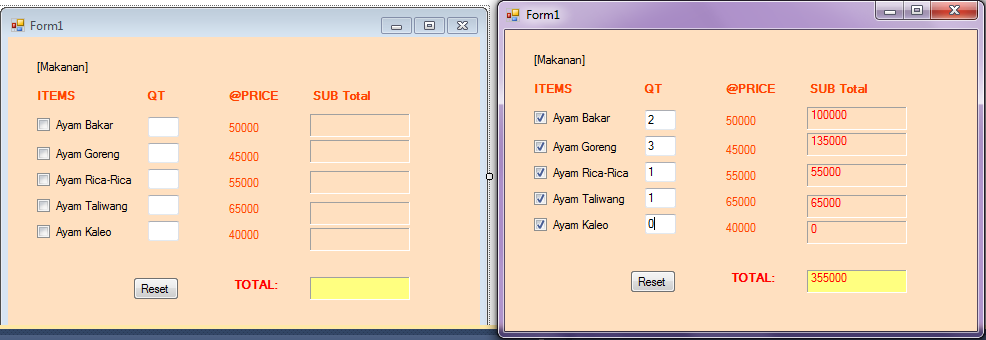 Form1
[Makanan]
ITEMS QT @PRICE SUB Total
Ayam Bakar 50000
Ayam Goreng 45000
Ayam Rica-Rica 55000
Ayam Taliwang 65000
Ayam Kaleo 40000
Reset TOTAL:
Form1
[Makanan]
ITEMS QT @PRICE SUB Total
Ayam Bakar 2 50000 100000
Ayam Goreng 3 45000 135000
Ayam Rica-Rica 1 55000 55000
Ayam Taliwang 1 65000 65000
Ayam Kaleo 0 40000 0
Reset TOTAL: 355000